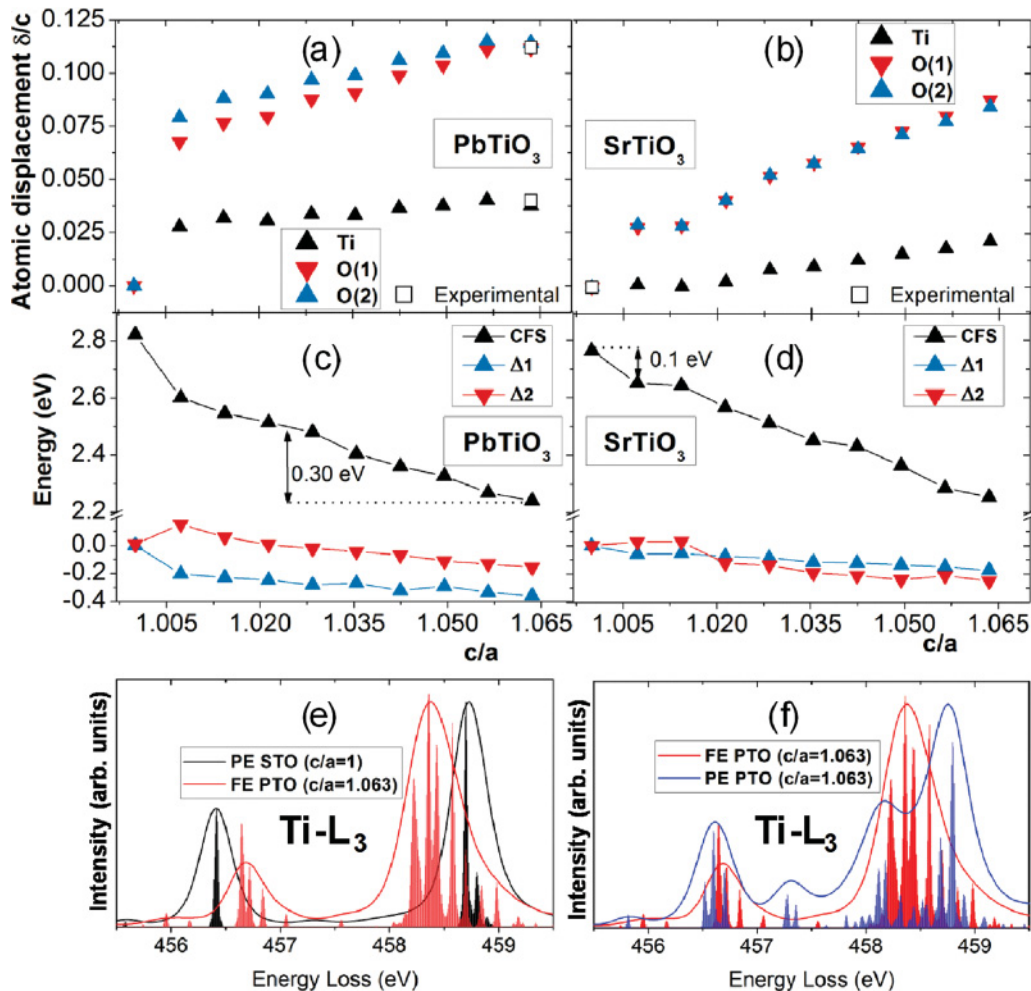 (a)
Atomic displacement δ/c
0.125
0.100
0.075
0.050
0.025
0.000
PbTiO3
Ti
O(1)
O(2)
Experimental
(b)
Ti
O(1)
O(2)
SrTiO3
Experimental
(c)
Energy (eV)
2.8
2.6
2.4
2.2
0.0
-0.2
-0.4
CFS
Δ1
Δ2
PbTiO3
0.30 eV
1.005 1.020 1.035 1.050 1.065
(d)
0.1 eV
CFS
Δ1
Δ2
SrTiO3
1.005 1.020 1.035 1.050 1.065
c/a
(e)
Intensity (arb. units)
PE STO (c/a=1)
FE PTO (c/a=1.063)
Ti-L3
456 457 458 459
Energy Loss (eV)
(f)
Intensity (arb. units)
FE PTO (c/a=1.063)
PE PTO (c/a=1.063)
Ti-L3
456 457 458 459
Energy Loss (eV)